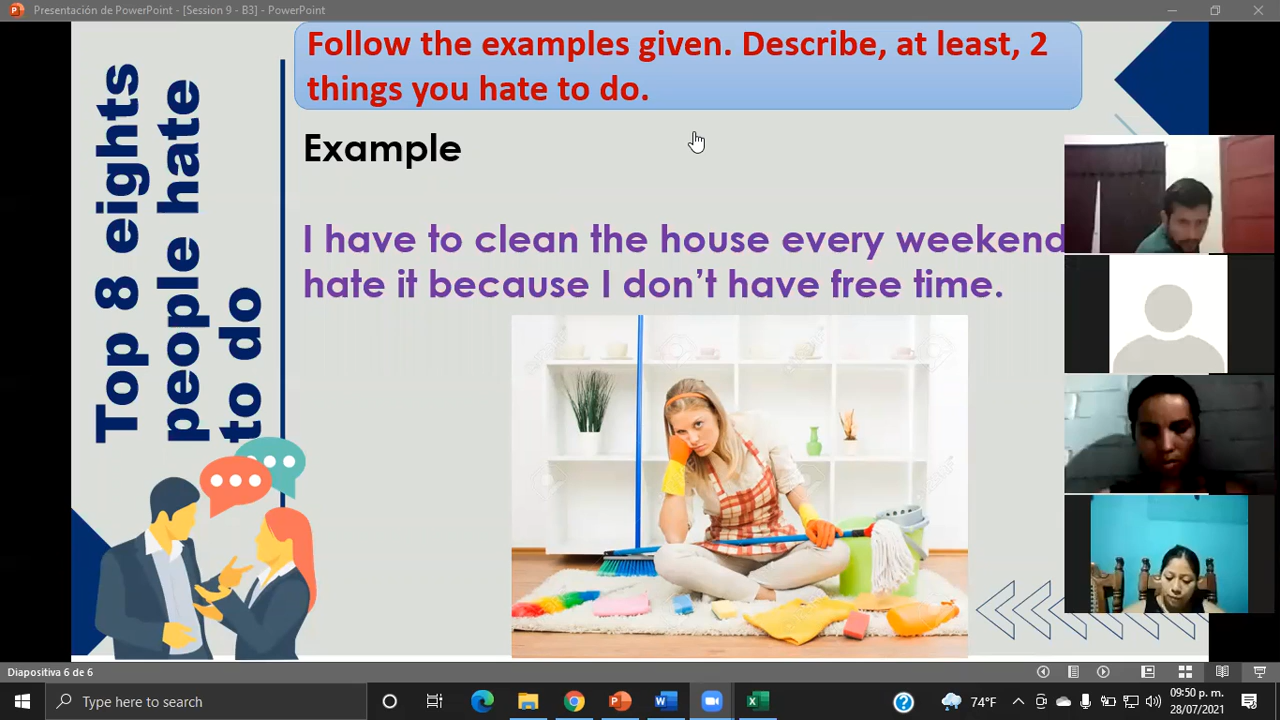 Presentación de PowerPoint - [Session 9 - B3] - PowerPoint
Follow the examples given. Describe, at least, 2
things you hate to do.
Top 8 eights
people hate
to do
Example
I have to clean the house every weekend
hate it because I don't have free time.
Diapositiva 6 de 6
Type here to search
74°F
09:50 p. m.
28/07/2021